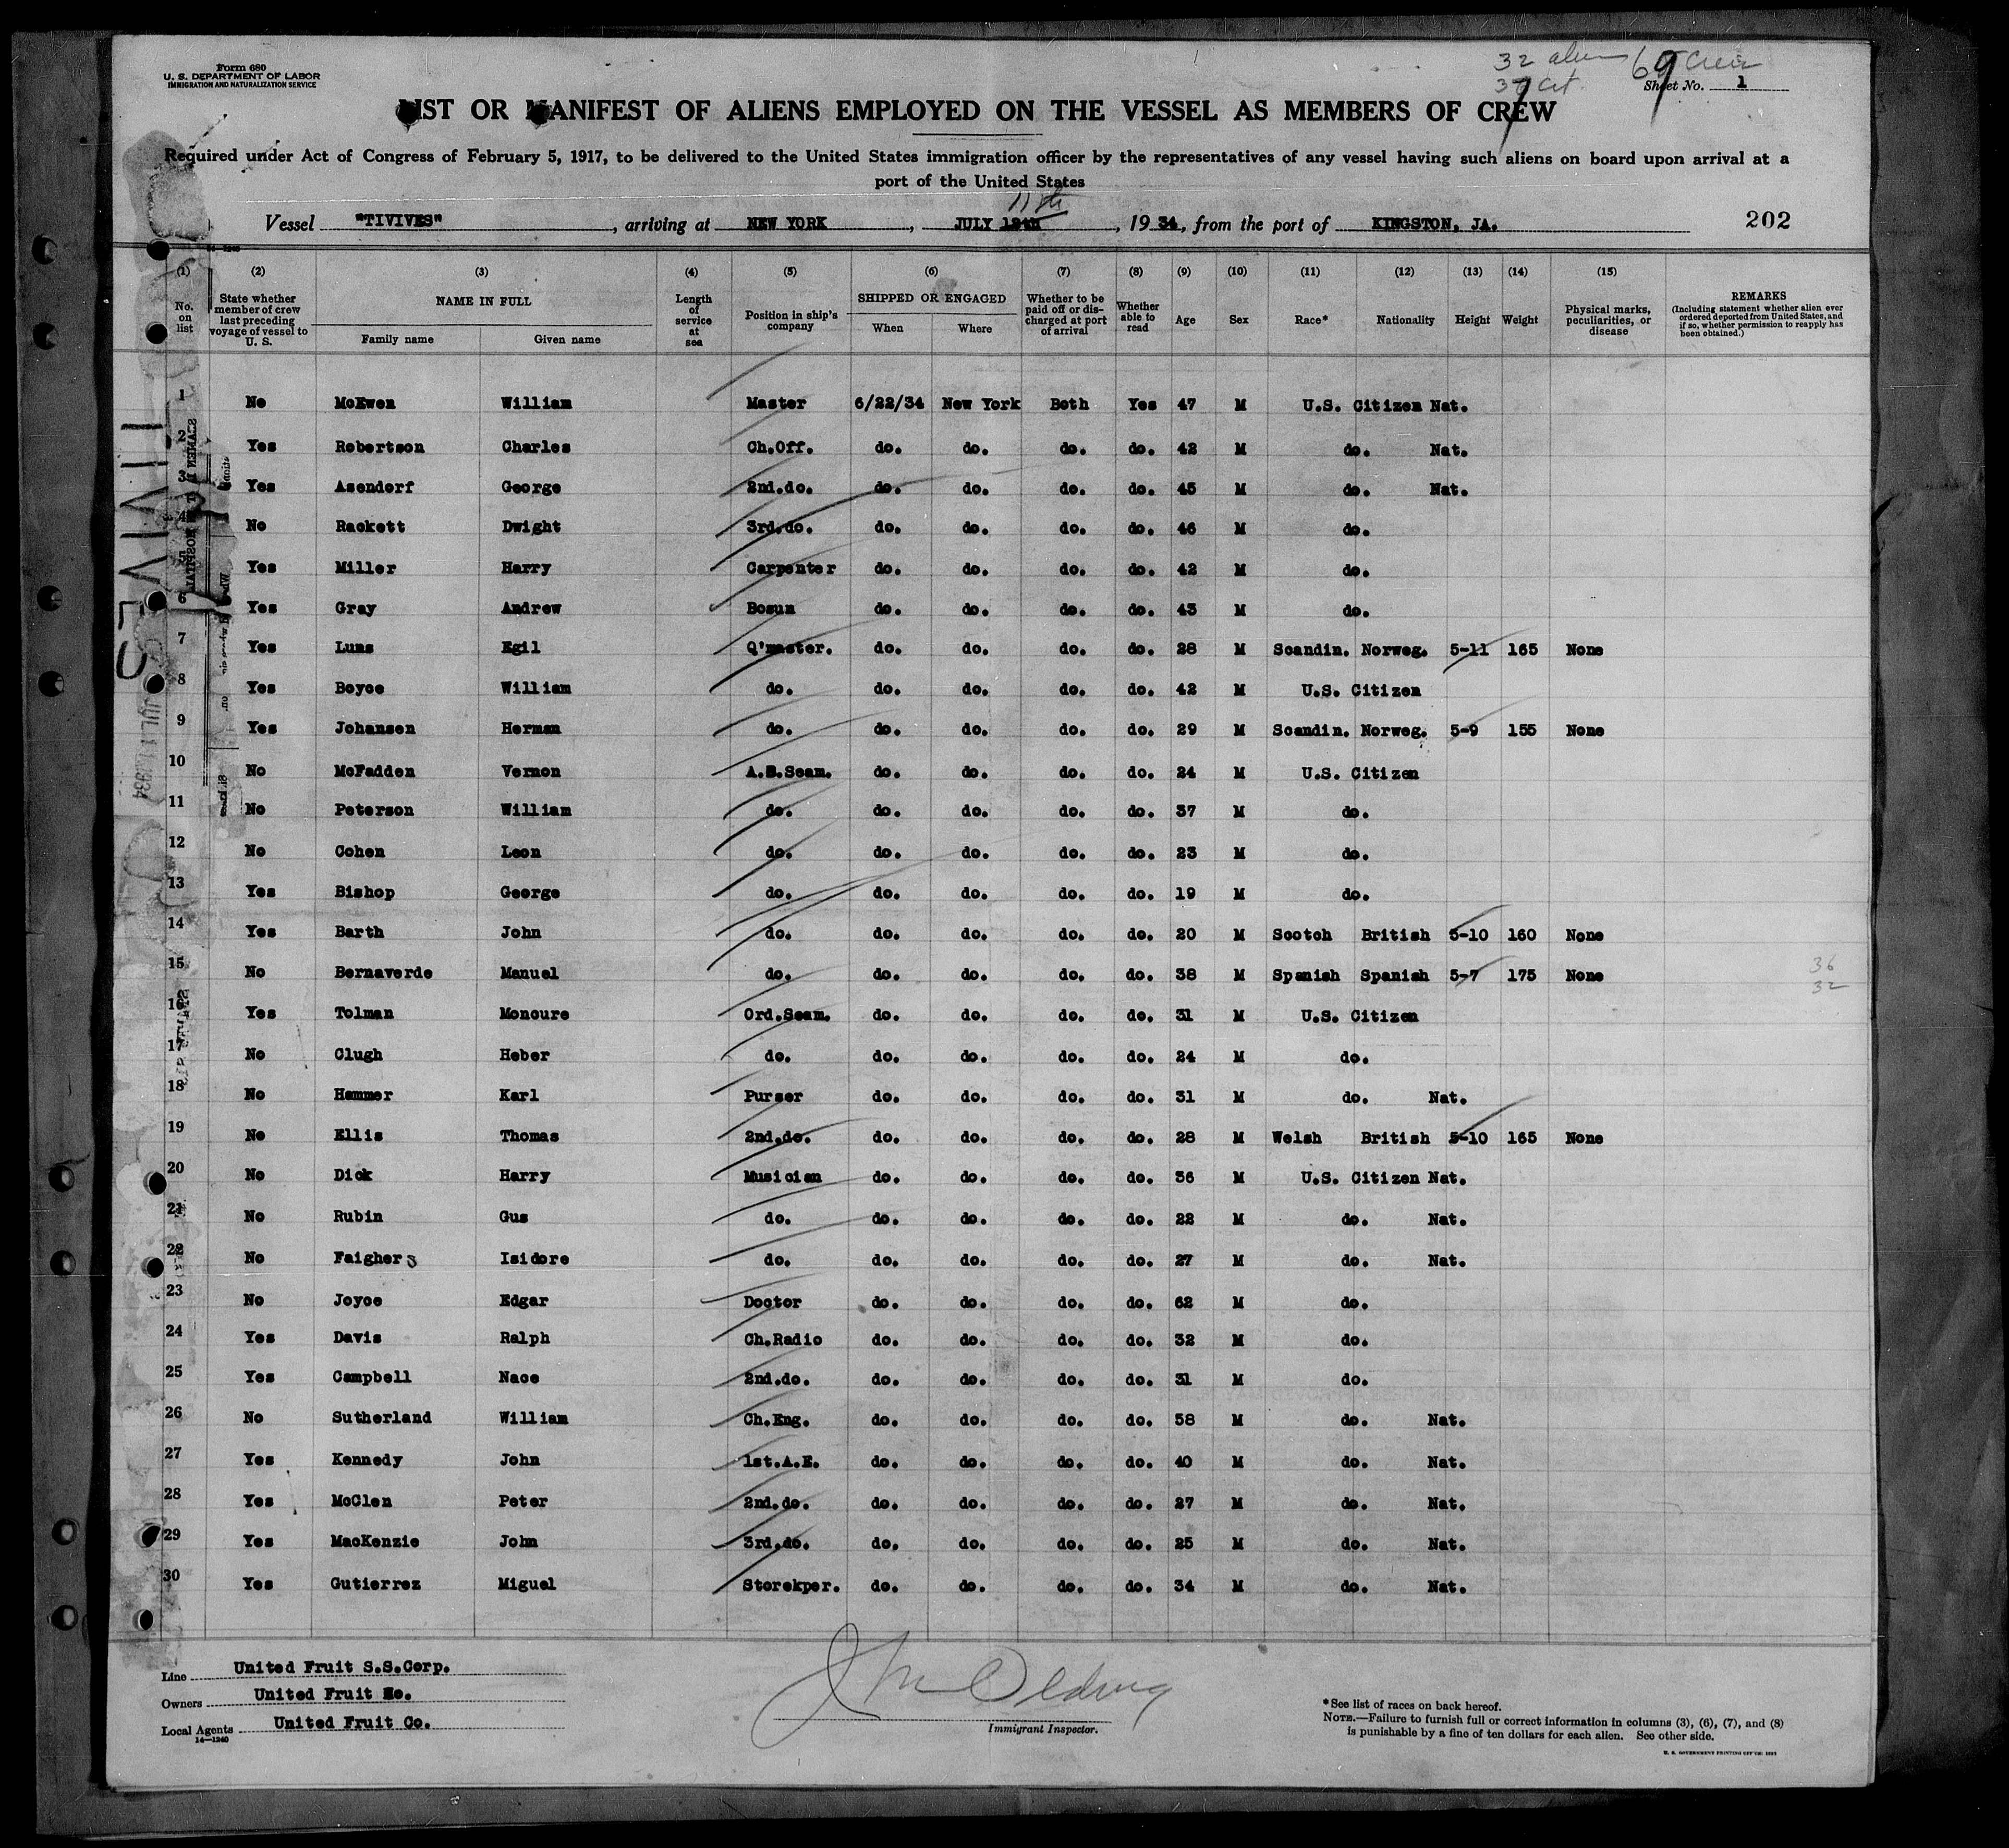 Form 680
U. S. DEPARTMENT OF LABOR
IMMIGRATION AND NATURALIZATION SERVICE
32 alien 69 Crew
37 Cit.
Sheet No. 1
LIST OR MANIFEST OF ALIENS EMPLOYED ON THE VESSEL AS MEMBERS OF CREW
Required under Act of Congress of February 5, 1917, to be delivered to the United States immigration officer by the representatives of any vessel having such aliens on board upon arrival at a
port of the United States
11th
Vessel "TIVIVES", arriving at NEW YORK, JULY 12th, 1934, from the port of KINGSTON, JA. 202
(1) (2) (3) (4) (5) (6) (7) (8) (9) (10) (11) (12) (13) (14) (15)
No. on list State whether member of crew last preceding voyage of vessel to U. S. NAME IN FULL Family name Given name Length of service at sea Position in ship's company SHIPPED OR ENGAGED When Where Whether to be paid off or discharged at port of arrival Whether able to read Age Sex Race* Nationality Height Weight Physical marks, peculiarities, or disease REMARKS (Including statement whether alien ever ordered deported from United States, and if so, whether permission to reapply has been obtained.)
1 No McEwen William Master 6/22/34 New York Both Yes 47 M U.S. Citizen Nat.
2 Yes Robertson Charles Ch.Off. do. do. do. do. 42 M do. Nat.
3 Yes Asendorf George 2nd.do. do. do. do. do. 45 M do. Nat.
4 No Rackett Dwight 3rd.do. do. do. do. do. 46 M do.
5 Yes Miller Harry Carpenter do. do. do. do. 42 M do.
6 Yes Gray Andrew Bosun do. do. do. do. 43 M do.
7 Yes Luns Egil Q'master. do. do. do. do. 28 M Scandin. Norweg. 5-11 165 None
8 Yes Boyce William do. do. do. do. do. 42 M U.S. Citizen
9 Yes Johansen Herman do. do. do. do. do. 29 M Scandin. Norweg. 5-9 155 None
10 No McFadden Vernon A.B.Seam. do. do. do. do. 24 M U.S. Citizen
11 No Peterson William do. do. do. do. do. 37 M do.
12 No Cohen Leon do. do. do. do. do. 23 M do.
13 Yes Bishop George do. do. do. do. do. 19 M do.
14 Yes Barth John do. do. do. do. do. 20 M Scotch British 5-10 160 None
15 No Bernaverde Manuel do. do. do. do. do. 38 M Spanish Spanish 5-7 175 None
36
32
16 Yes Tolman Moncure Ord.Seam. do. do. do. do. 31 M U.S. Citizen
17 No Clugh Heber do. do. do. do. do. 24 M do.
18 No Hammer Karl Purser do. do. do. do. 31 M do. Nat.
19 No Ellis Thomas 2nd.do. do. do. do. do. 28 M Welsh British 5-10 165 None
20 No Dick Harry Musician do. do. do. do. 36 M U.S. Citizen Nat.
21 No Rubin Gus do. do. do. do. do. 22 M do. Nat.
22 No Faigher Isidore do. do. do. do. do. 27 M do. Nat.
23 No Joyce Edgar Doctor do. do. do. do. 62 M do.
24 Yes Davis Ralph Ch.Radio do. do. do. do. 32 M do.
25 Yes Campbell Nace 2nd.do. do. do. do. do. 31 M do.
26 No Sutherland William Ch.Eng. do. do. do. do. 58 M do. Nat.
27 Yes Kennedy John 1st.A.E. do. do. do. do. 40 M do. Nat.
28 Yes McClen Peter 2nd.do. do. do. do. do. 27 M do. Nat.
29 Yes MacKenzie John 3rd.do. do. do. do. do. 25 M do. Nat.
30 Yes Gutierrez Miguel Storekper. do. do. do. do. 34 M do. Nat.
TIVIVES
JUL 11 1934
Line United Fruit S.S.Corp.
Owners United Fruit Co.
Local Agents United Fruit Co.
14—1240
Immigrant Inspector.
*See list of races on back hereof.
NOTE.—Failure to furnish full or correct information in columns (3), (6), (7), and (8)
is punishable by a fine of ten dollars for each alien. See other side.
U. S. GOVERNMENT PRINTING OFFICE: 1931